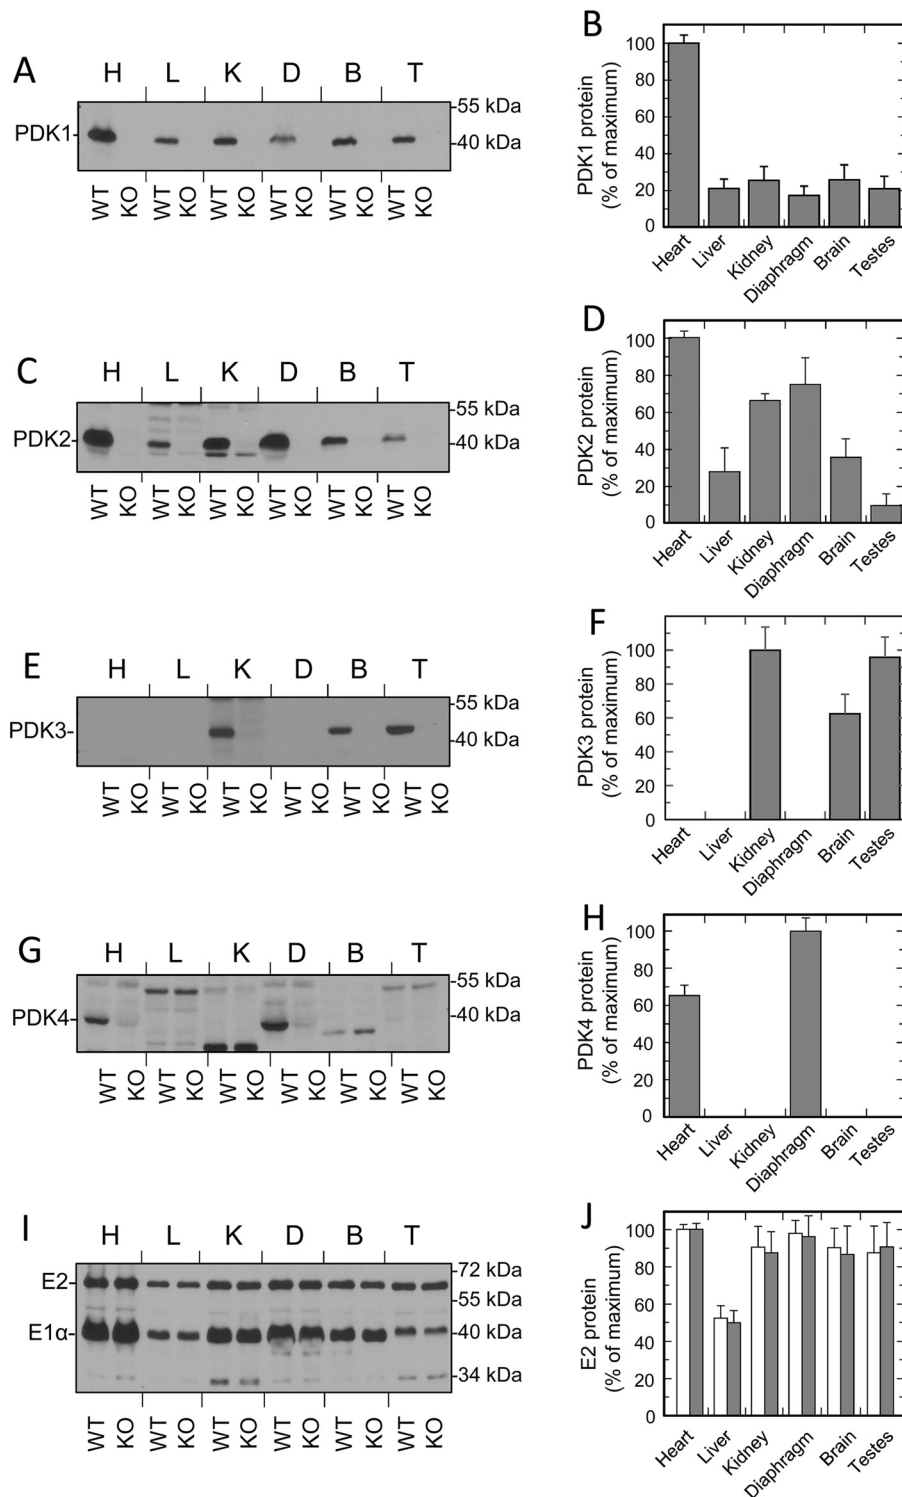 A
H L K D B T
PDK1-
-55 kDa
-40 kDa
WT KO WT KO WT KO WT KO WT KO WT KO
B
PDK1 protein
(% of maximum)
100
80
60
40
20
0
Heart Liver Kidney Diaphragm Brain Testes
C
H L K D B T
PDK2-
-55 kDa
-40 kDa
WT KO WT KO WT KO WT KO WT KO WT KO
D
PDK2 protein
(% of maximum)
100
80
60
40
20
0
Heart Liver Kidney Diaphragm Brain Testes
E
H L K D B T
PDK3-
-55 kDa
-40 kDa
WT KO WT KO WT KO WT KO WT KO WT KO
F
PDK3 protein
(% of maximum)
100
80
60
40
20
0
Heart Liver Kidney Diaphragm Brain Testes
G
H L K D B T
PDK4-
-55 kDa
-40 kDa
WT KO WT KO WT KO WT KO WT KO WT KO
H
PDK4 protein
(% of maximum)
100
80
60
40
20
0
Heart Liver Kidney Diaphragm Brain Testes
I
H L K D B T
E2-
E1α-
-72 kDa
-55 kDa
-40 kDa
-34 kDa
WT KO WT KO WT KO WT KO WT KO WT KO
J
E2 protein
(% of maximum)
100
80
60
40
20
0
Heart Liver Kidney Diaphragm Brain Testes